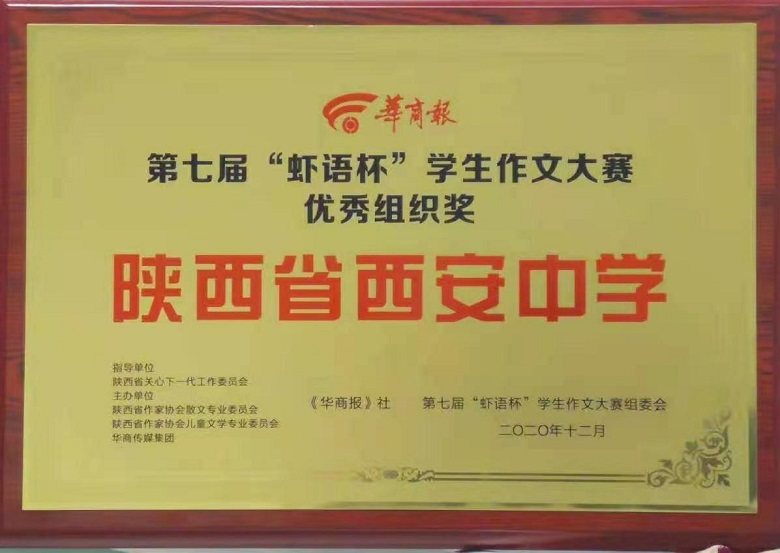 華商報
第七届“虾语杯”学生作文大赛
优秀组织奖
陕西省西安中学
指导单位
陕西省关心下一代工作委员会
主办单位
陕西省作家协会散文专业委员会
陕西省作家协会儿童文学专业委员会
华商传媒集团
《华商报》社 第七届“虾语杯”学生作文大赛组委会
二〇二〇年十二月